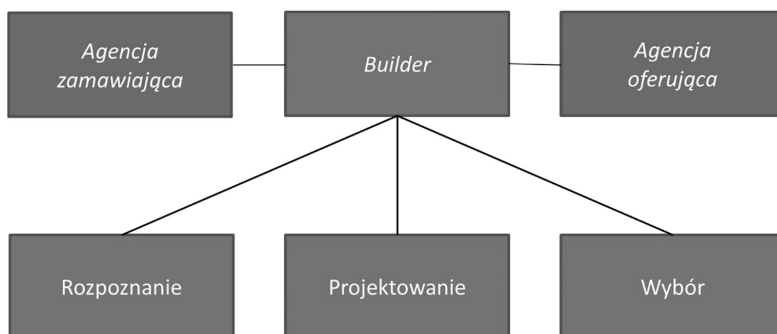 Agencja
zamawiająca
Builder
Agencja
oferująca
Rozpoznanie
Projektowanie
Wybór